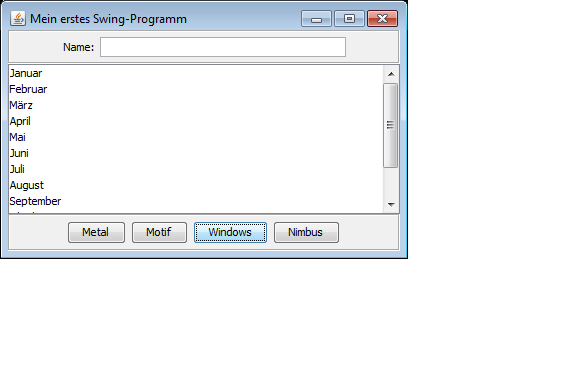 Mein erstes Swing-Programm
Name:
Januar
Februar
März
April
Mai
Juni
Juli
August
September
Metal Motif Windows Nimbus